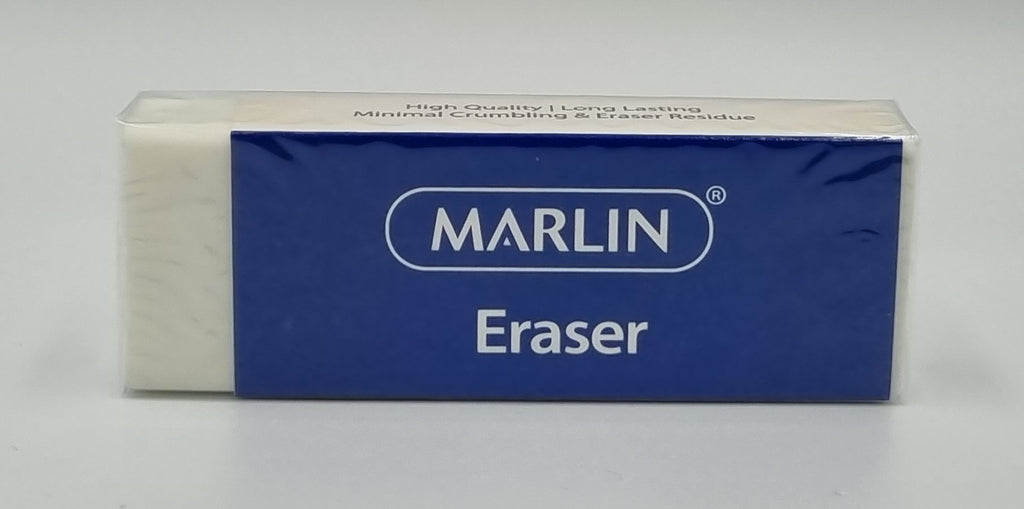 High Quality | Long Lasting
Minimal Crumbling & Eraser Residue
MARLIN®
Eraser